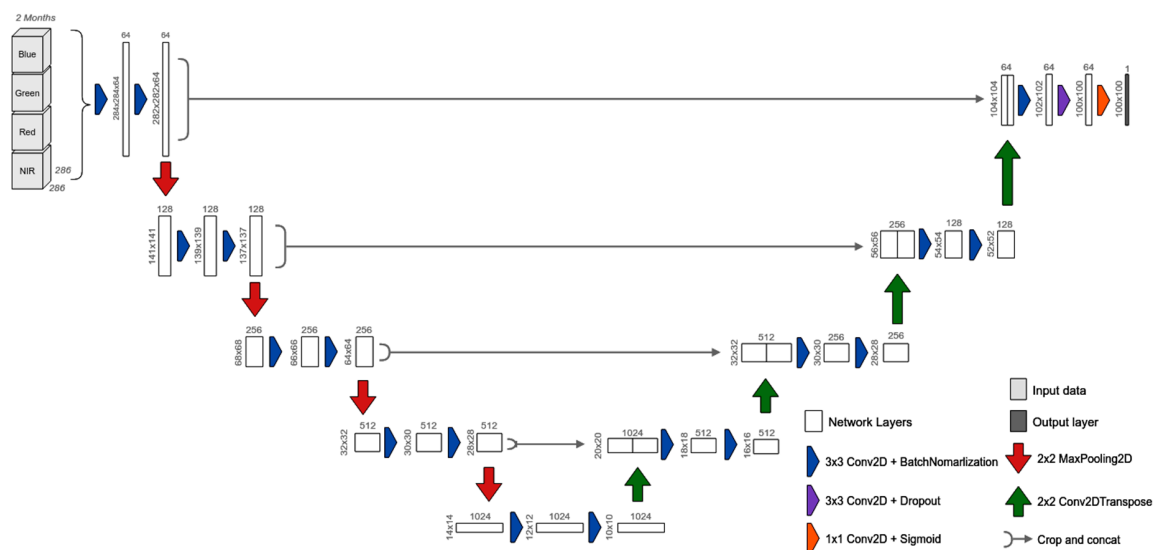 2 Months
Blue
Green
Red
NIR
286
286
64
284x284x64
64
282x282x64
64
104x104
64
102x102
64
100x100
1
100x100
128
141x141
128
139x139
128
137x137
256
56x56
128
54x54
128
52x52
256
68x68
256
66x66
256
64x64
512
32x32
256
30x30
256
28x28
512
32x32
512
30x30
512
28x28
1024
20x20
512
18x18
512
16x16
1024
14x14
1024
12x12
1024
10x10
Network Layers
3x3 Conv2D + BatchNomarlization
3x3 Conv2D + Dropout
1x1 Conv2D + Sigmoid
Input data
Output layer
2x2 MaxPooling2D
2x2 Conv2DTranspose
Crop and concat